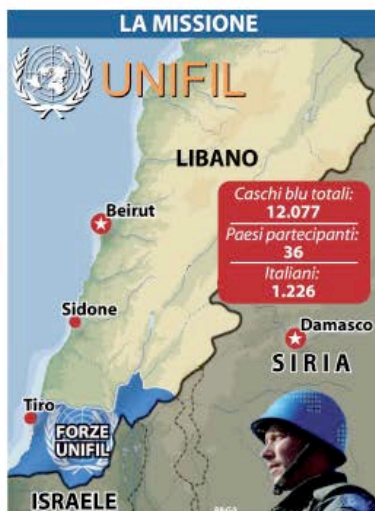 LA MISSIONE
UNIFIL
LIBANO
Caschi blu totali:
12.077
Paesi partecipanti:
36
Italiani:
1.226
Beirut
Sidone
Damasco
SIRIA
Tiro
FORZE
UNIFIL
ISRAELE